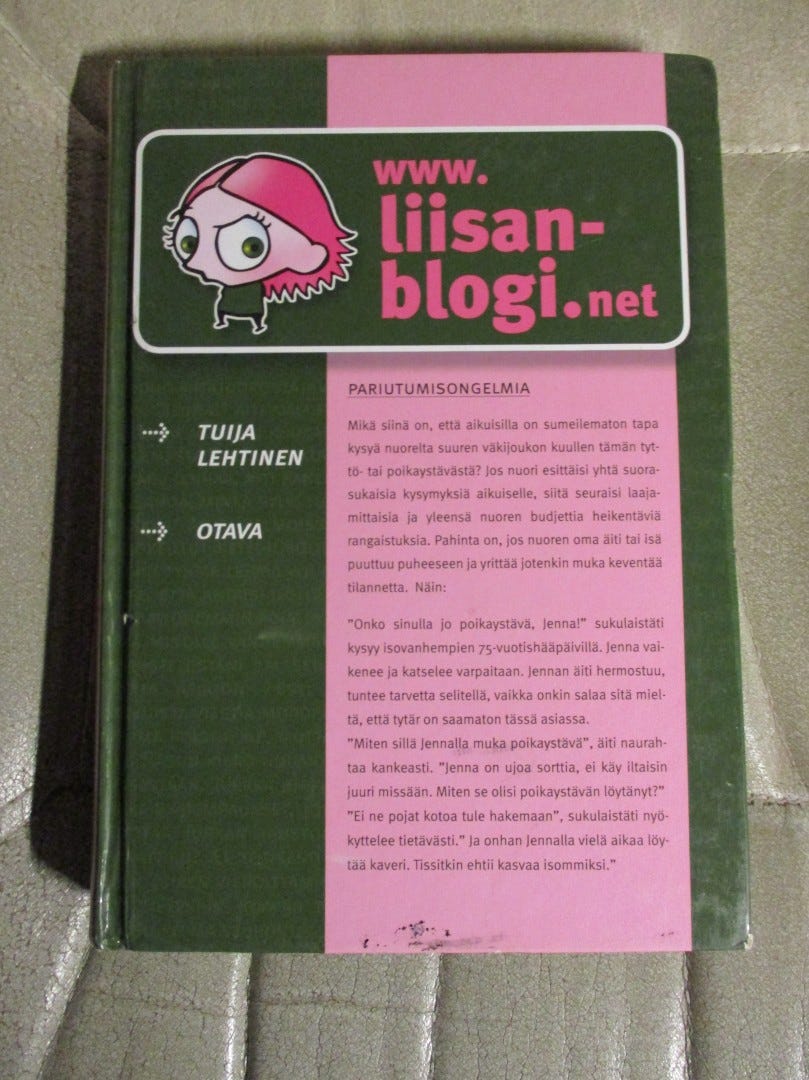 www.
liisan-
blogi.net
TUIJA
LEHTINEN
OTAVA
PARIUTUMISONGELMIA
Mikä siinä on, että aikuisilla on sumeilematon tapa
kysyä nuorelta suuren väkijoukon kuullen tämän tyt-
tö- tai poikaystävästä? Jos nuori esittäisi yhtä suora-
sukaisia kysymyksiä aikuiselle, siitä seuraisi laaja-
mittaisia ja yleensä nuoren budjettia heikentäviä
rangaistuksia. Pahinta on, jos nuoren oma äiti tai isä
puuttuu puheeseen ja yrittää jotenkin muka keventää
tilannetta. Näin:
"Onko sinulla jo poikaystävä, Jenna!" sukulaistäti
kysyy isovanhempien 75-vuotishääpäivillä. Jenna vai-
kenee ja katselee varpaitaan. Jennan äiti hermostuu,
tuntee tarvetta selitellä, vaikka onkin salaa sitä miel-
tä, että tytär on saamaton tässä asiassa.
"Miten sillä Jennalla muka poikaystävä", äiti naurah-
taa kankeasti. "Jenna on ujoa sorttia, ei käy iltaisin
juuri missään. Miten se olisi poikaystävän löytänyt?"
"Ei ne pojat kotoa tule hakemaan", sukulaistäti nyö-
kyttelee tietävästi." Ja onhan Jennalla vielä aikaa löy-
tää kaveri. Tissitkin ehtii kasvaa isommiksi."